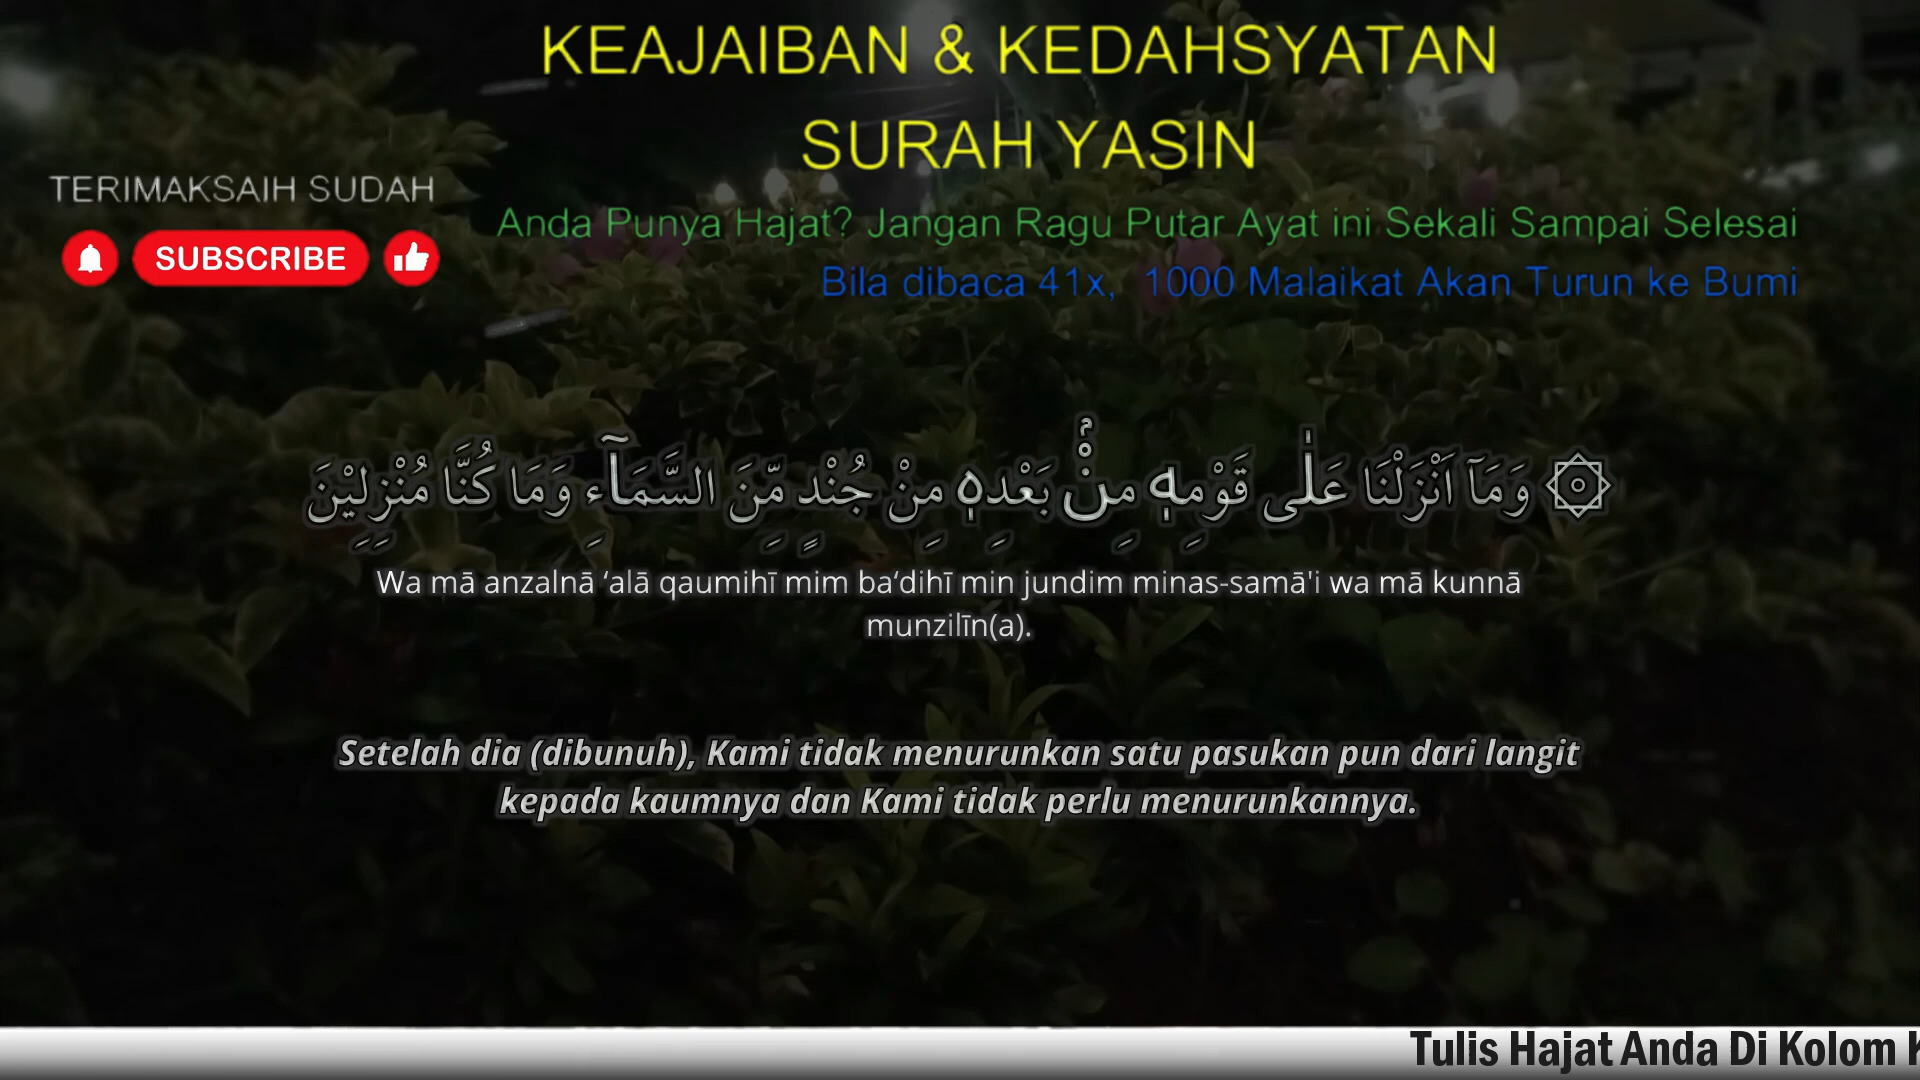 KEAJAIBAN & KEDAHSYATAN
SURAH YASIN
TERIMAKSAIH SUDAH
SUBSCRIBE
Anda Punya Hajat? Jangan Ragu Putar Ayat ini Sekali Sampai Selesai
Bila dibaca 41x, 1000 Malaikat Akan Turun ke Bumi
۞ وَمَآ اَنْزَلْنَا عَلٰى قَوْمِهٖ مِنْۢ بَعْدِهٖ مِنْ جُنْدٍ مِّنَ السَّمَاۤءِ وَمَا كُنَّا مُنْزِلِيْنَ
Wa mā anzalnā ‘alā qaumihī mim ba‘dihī min jundim minas-samā'i wa mā kunnā
munzilīn(a).
Setelah dia (dibunuh), Kami tidak menurunkan satu pasukan pun dari langit
kepada kaumnya dan Kami tidak perlu menurunkannya.
Tulis Hajat Anda Di Kolom